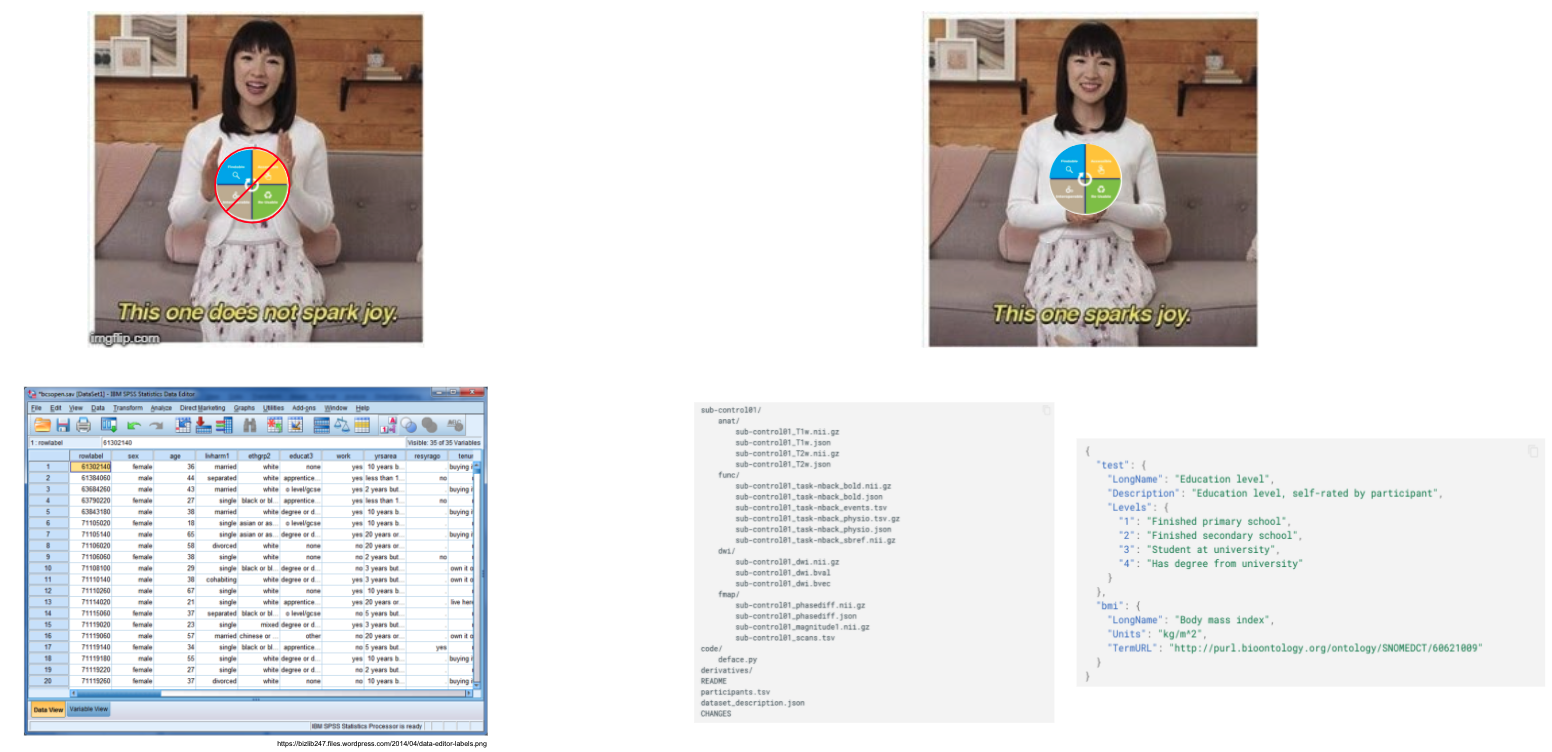 This one does not spark joy.
imgflip.com
This one sparks joy.
*bcsopen.sav [DataSet1] - IBM SPSS Statistics Data Editor
File Edit View Data Transform Analyze Direct Marketing Graphs Utilities Add-ons Window Help
1 : rowlabel 61302140 Visible: 35 of 35 Variables
rowlabel sex age livharm1 ethgrp2 educat3 work yrsarea resyrago tenur
1 61302140 female 36 married white none yes 10 years b... . buying i
2 61384060 male 44 separated white apprentice... yes less than 1... no
3 63684260 male 43 married white o level/gcse yes 2 years but... . buying i
4 63790220 female 27 single black or bl... apprentice... yes less than 1... no
5 63843180 male 38 married white degree or d... yes 10 years b... . buying i
6 71105020 female 18 single asian or as... o level/gcse yes 10 years b... .
7 71105140 male 65 single asian or as... degree or d... yes 20 years or... . buying i
8 71106020 male 58 divorced white none no 20 years or... .
9 71106060 female 38 single white none no 2 years but... no
10 71108100 male 29 single black or bl... degree or d... no 3 years but... . own it o
11 71110140 male 38 cohabiting white degree or d... yes 3 years but... . own it o
12 71110260 male 67 single white none yes 10 years b... .
13 71114020 male 21 single white apprentice... yes 20 years or... . live here
14 71115060 female 37 separated black or bl... o level/gcse no 5 years but... .
15 71119020 female 23 single mixed degree or d... yes 3 years but... .
16 71119060 male 57 married chinese or ... other no 20 years or... . own it o
17 71119140 female 34 single black or bl... apprentice... no 5 years but... yes
18 71119180 male 55 single white degree or d... yes 10 years b... . buying i
19 71119220 female 27 single white degree or d... no 2 years but... .
20 71119260 female 37 divorced white none no 10 years b... . buying i
Data View Variable View
IBM SPSS Statistics Processor is ready
https://bizlib247.files.wordpress.com/2014/04/data-editor-labels.png
sub-control01/
anat/
sub-control01_T1w.nii.gz
sub-control01_T1w.json
sub-control01_T2w.nii.gz
sub-control01_T2w.json
func/
sub-control01_task-nback_bold.nii.gz
sub-control01_task-nback_bold.json
sub-control01_task-nback_events.tsv
sub-control01_task-nback_physio.tsv.gz
sub-control01_task-nback_physio.json
sub-control01_task-nback_sbref.nii.gz
dwi/
sub-control01_dwi.nii.gz
sub-control01_dwi.bval
sub-control01_dwi.bvec
fmap/
sub-control01_phasediff.nii.gz
sub-control01_phasediff.json
sub-control01_magnitude1.nii.gz
sub-control01_scans.tsv
code/
deface.py
derivatives/
README
participants.tsv
dataset_description.json
CHANGES
{
"test": {
"LongName": "Education level",
"Description": "Education level, self-rated by participant",
"Levels": {
"1": "Finished primary school",
"2": "Finished secondary school",
"3": "Student at university",
"4": "Has degree from university"
}
},
"bmi": {
"LongName": "Body mass index",
"Units": "kg/m^2",
"TermURL": "http://purl.bioontology.org/ontology/SNOMEDCT/60621009"
}
}